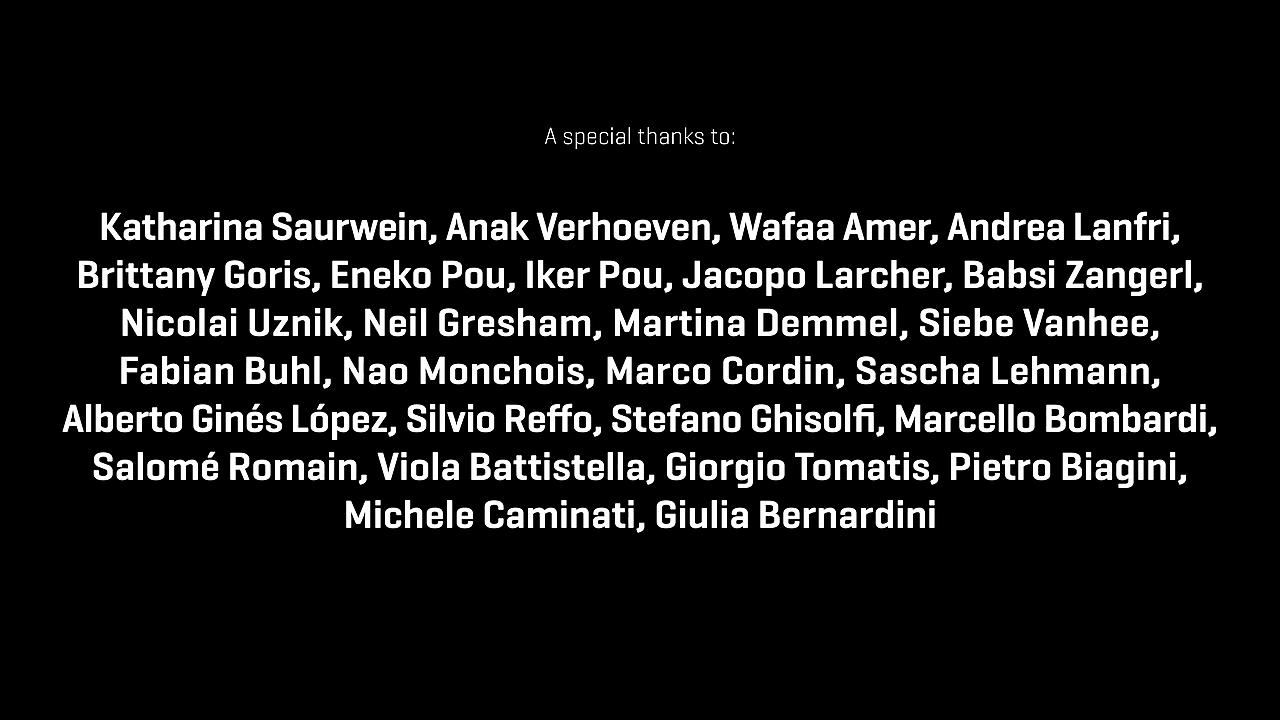 A special thanks to:
Katharina Saurwein, Anak Verhoeven, Wafaa Amer, Andrea Lanfri,
Brittany Goris, Eneko Pou, Iker Pou, Jacopo Larcher, Babsi Zangerl,
Nicolai Uznik, Neil Gresham, Martina Demmel, Siebe Vanhee,
Fabian Buhl, Nao Monchois, Marco Cordin, Sascha Lehmann,
Alberto Ginés López, Silvio Reffo, Stefano Ghisolfi, Marcello Bombardi,
Salomé Romain, Viola Battistella, Giorgio Tomatis, Pietro Biagini,
Michele Caminati, Giulia Bernardini